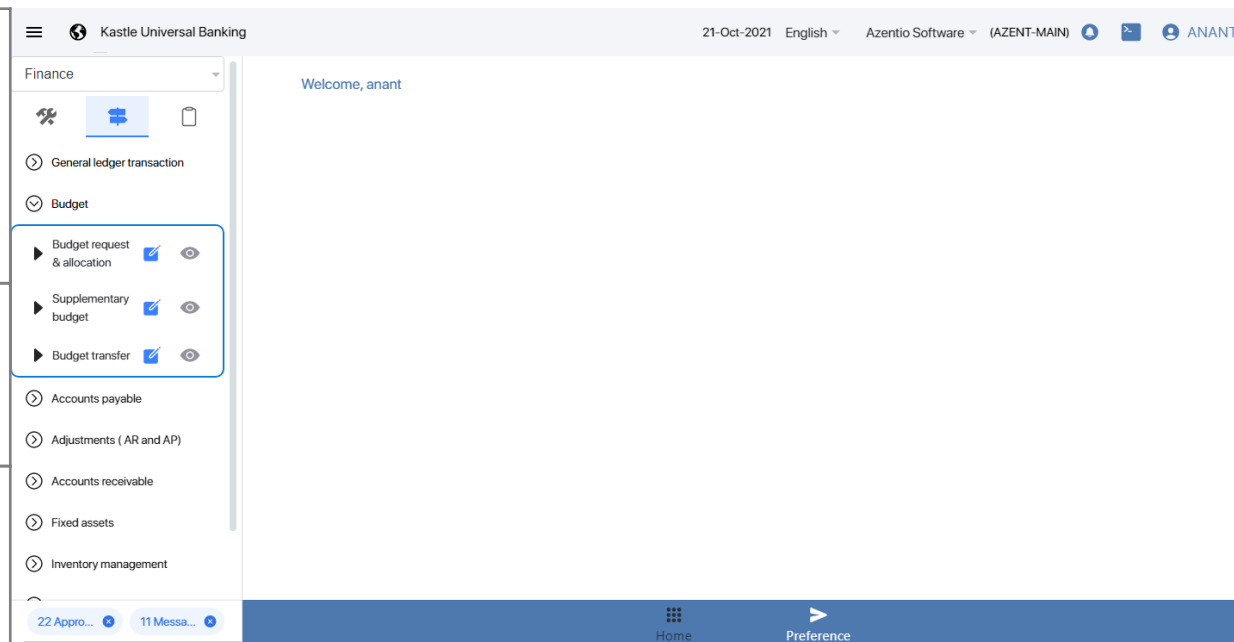 Kastle Universal Banking
21-Oct-2021 English Azentio Software (AZENT-MAIN) ANANT
Finance
Welcome, anant
General ledger transaction
Budget
Budget request
& allocation
Supplementary
budget
Budget transfer
Accounts payable
Adjustments ( AR and AP)
Accounts receivable
Fixed assets
Inventory management
22 Appro...
11 Messa...
Home
Preference